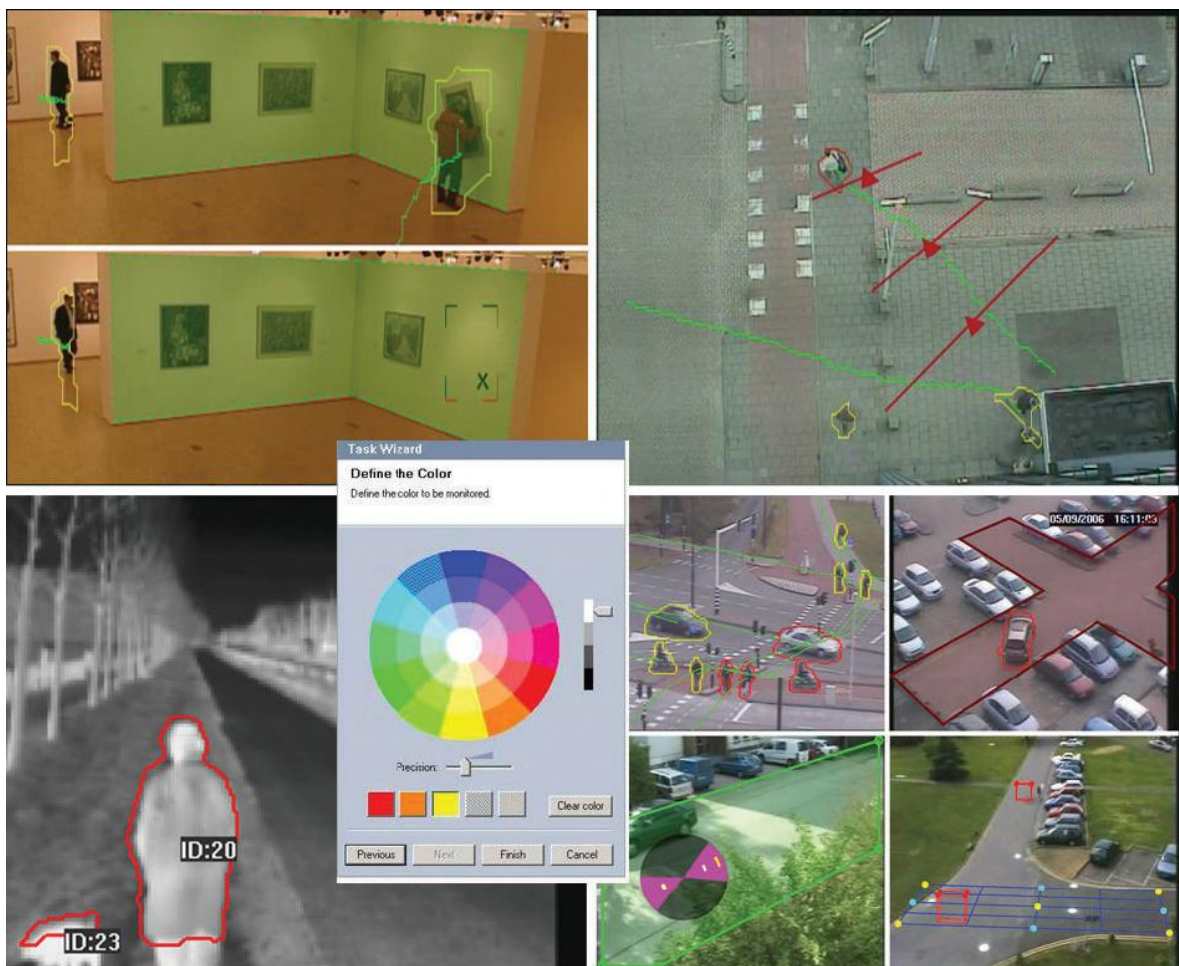 X
Task Wizard
Define the Color
Define the color to be monitored.
Precision:
Clear color
Previous
Next
Finish
Cancel
ID:20
ID:23
05/09/2006 16:11:03